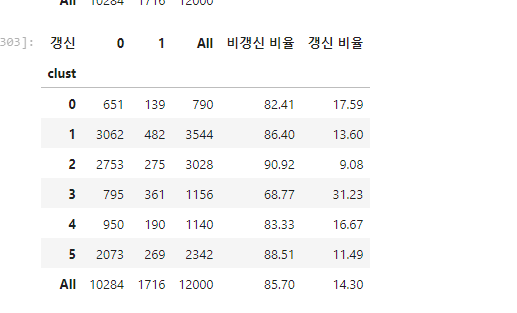 All 10284 1716 12000
303]: 갱신 0 1 All 비갱신 비율 갱신 비율
clust
0 651 139 790 82.41 17.59
1 3062 482 3544 86.40 13.60
2 2753 275 3028 90.92 9.08
3 795 361 1156 68.77 31.23
4 950 190 1140 83.33 16.67
5 2073 269 2342 88.51 11.49
All 10284 1716 12000 85.70 14.30